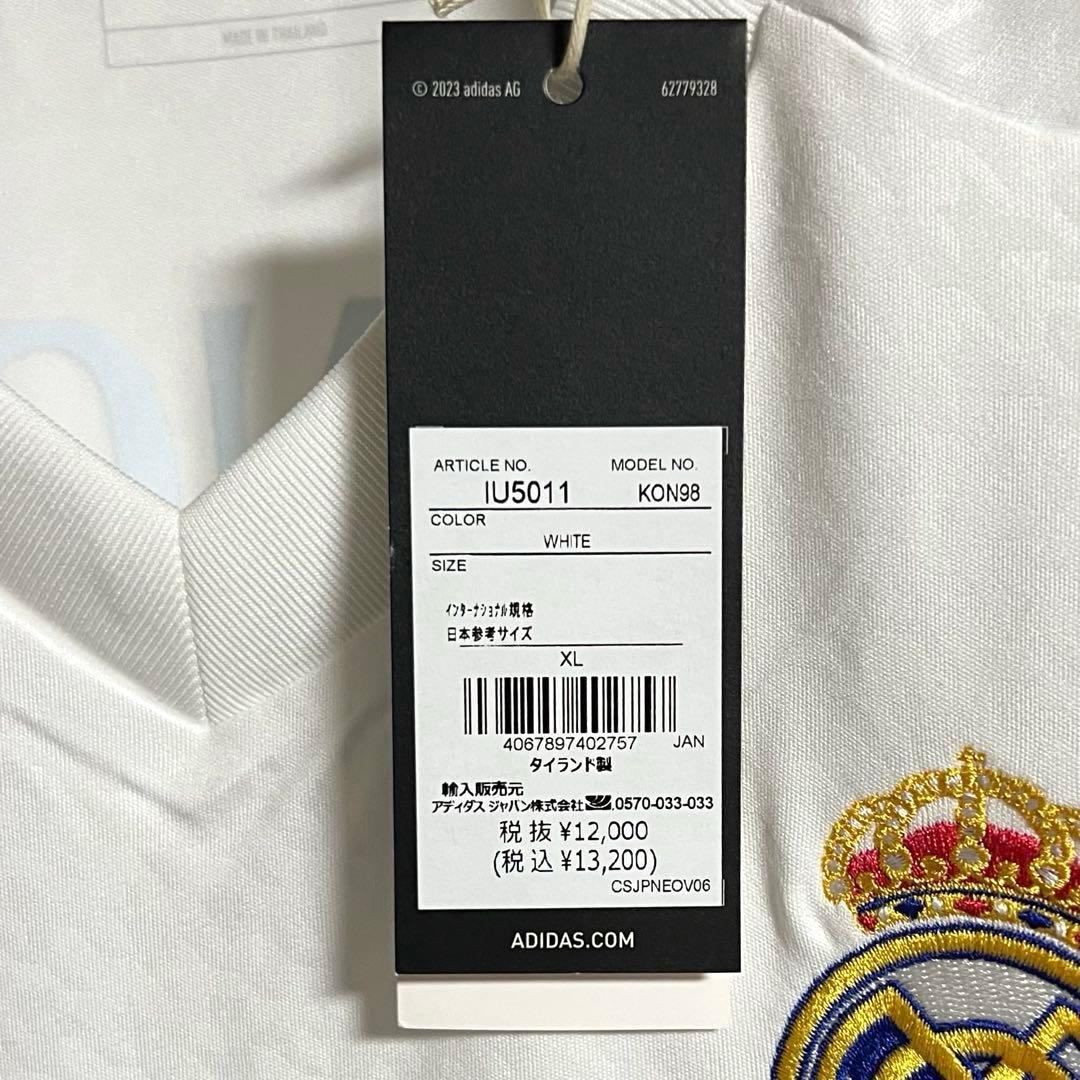 MADE IN THAILAND
© 2023 adidas AG 62779328
ARTICLE NO. MODEL NO.
IU5011 KON98
COLOR
WHITE
SIZE
インターナショナル規格
日本参考サイズ
XL
4067897402757 JAN
タイランド製
輸入販売元
アディダス ジャパン株式会社 0570-033-033
税抜 ¥12,000
(税込 ¥13,200)
CSJPNEOV06
ADIDAS.COM